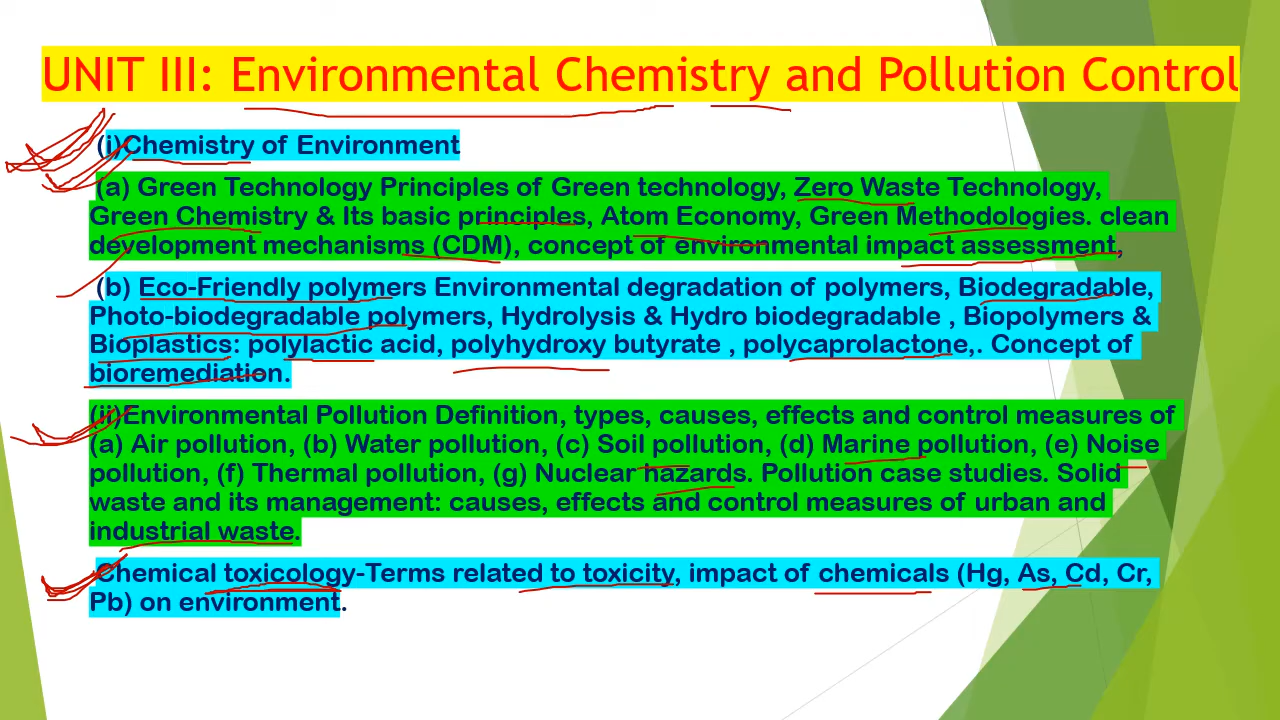 UNIT III: Environmental Chemistry and Pollution Control
(i)Chemistry of Environment
(a) Green Technology Principles of Green technology, Zero Waste Technology,
Green Chemistry & Its basic principles, Atom Economy, Green Methodologies. clean
development mechanisms (CDM), concept of environmental impact assessment,
(b) Eco-Friendly polymers Environmental degradation of polymers, Biodegradable,
Photo-biodegradable polymers, Hydrolysis & Hydro biodegradable , Biopolymers &
Bioplastics: polylactic acid, polyhydroxy butyrate , polycaprolactone,. Concept of
bioremediation.
(ii)Environmental Pollution Definition, types, causes, effects and control measures of
(a) Air pollution, (b) Water pollution, (c) Soil pollution, (d) Marine pollution, (e) Noise
pollution, (f) Thermal pollution, (g) Nuclear hazards. Pollution case studies. Solid
waste and its management: causes, effects and control measures of urban and
industrial waste.
Chemical toxicology-Terms related to toxicity, impact of chemicals (Hg, As, Cd, Cr,
Pb) on environment.